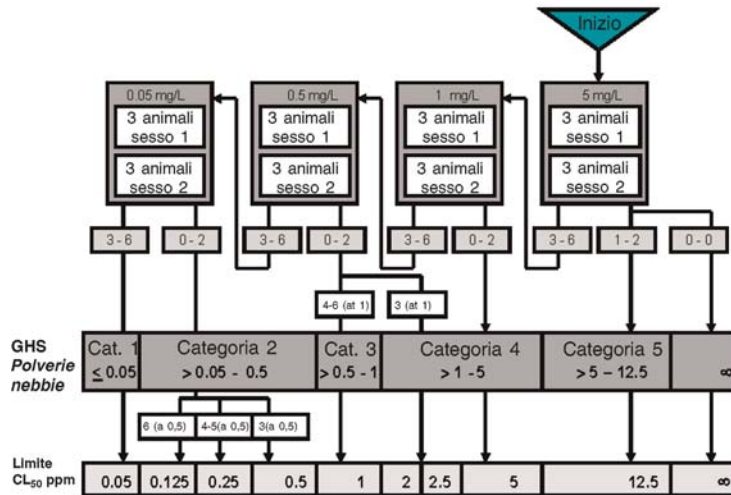 Inizio
0.05 mg/L
0.5 mg/L
1 mg/L
5 mg/L
3 animali
sesso 1
3 animali
sesso 1
3 animali
sesso 1
3 animali
sesso 1
3 animali
sesso 2
3 animali
sesso 2
3 animali
sesso 2
3 animali
sesso 2
3 - 6
0 - 2
3 - 6
0 - 2
3 - 6
0 - 2
3 - 6
1 - 2
0 - 0
4-6 (at 1)
3 (at 1)
GHS
Polverie
nebbie
Cat. 1
≤ 0.05
Categoria 2
> 0.05 - 0.5
Cat. 3
> 0.5 - 1
Categoria 4
> 1 - 5
Categoria 5
> 5 – 12.5
∞
6 (a 0,5)
4-5(a 0,5)
3(a 0,5)
Limite
CL50 ppm
0.05
0.125
0.25
0.5
1
2
2.5
5
12.5
∞